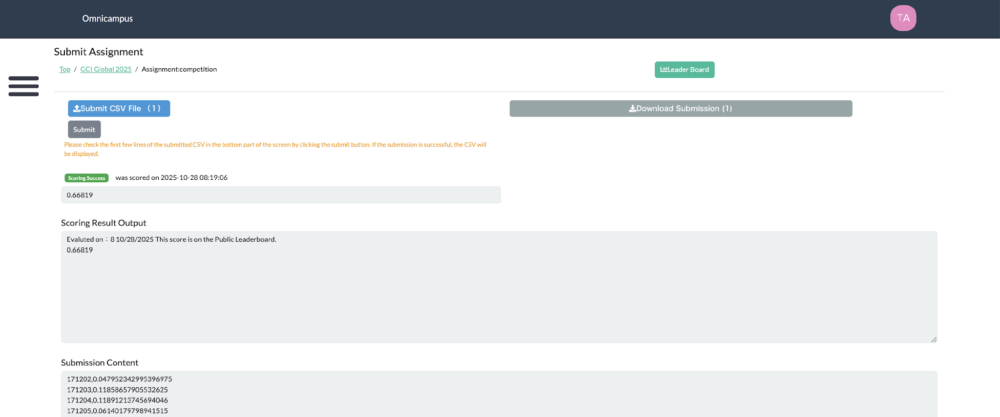 Omnicampus
TA
Submit Assignment
Top / GCI Global 2025 / Assignment:competition
Leader Board
Submit CSV File （1）
Download Submission (1)
Submit
Please check the first few lines of the submitted CSV in the bottom part of the screen by clicking the submit button. If the submission is successful, the CSV will
be displayed.
Scoring Success was scored on 2025-10-28 08:19:06
0.66819
Scoring Result Output
Evaluted on：8 10/28/2025 This score is on the Public Leaderboard.
0.66819
Submission Content
171202,0.047952342995396975
171203,0.11858657905532625
171204,0.11891213745694046
171205,0.06140179798941515